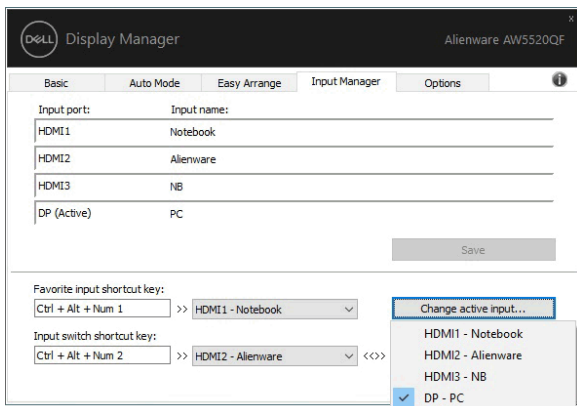 DELL Display Manager Alienware AW5520QF x
Basic Auto Mode Easy Arrange Input Manager Options i
Input port: Input name:
HDMI1 Notebook
HDMI2 Alienware
HDMI3 NB
DP (Active) PC
Save
Favorite input shortcut key:
Ctrl + Alt + Num 1 >> HDMI1 - Notebook Change active input...
Input switch shortcut key:
Ctrl + Alt + Num 2 >> HDMI2 - Alienware <<>>
HDMI1 - Notebook
HDMI2 - Alienware
HDMI3 - NB
DP - PC